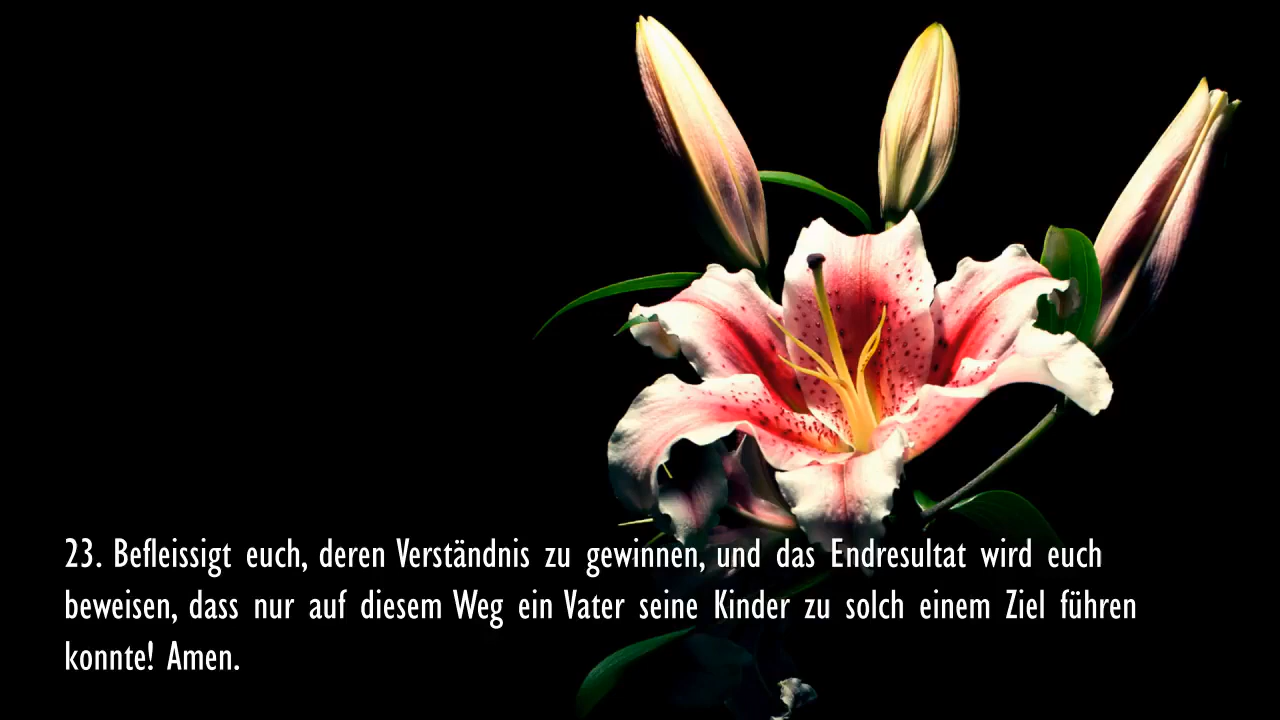 23. Befleissigt euch, deren Verständnis zu gewinnen, und das Endresultat wird euch
beweisen, dass nur auf diesem Weg ein Vater seine Kinder zu solch einem Ziel führen
konnte! Amen.